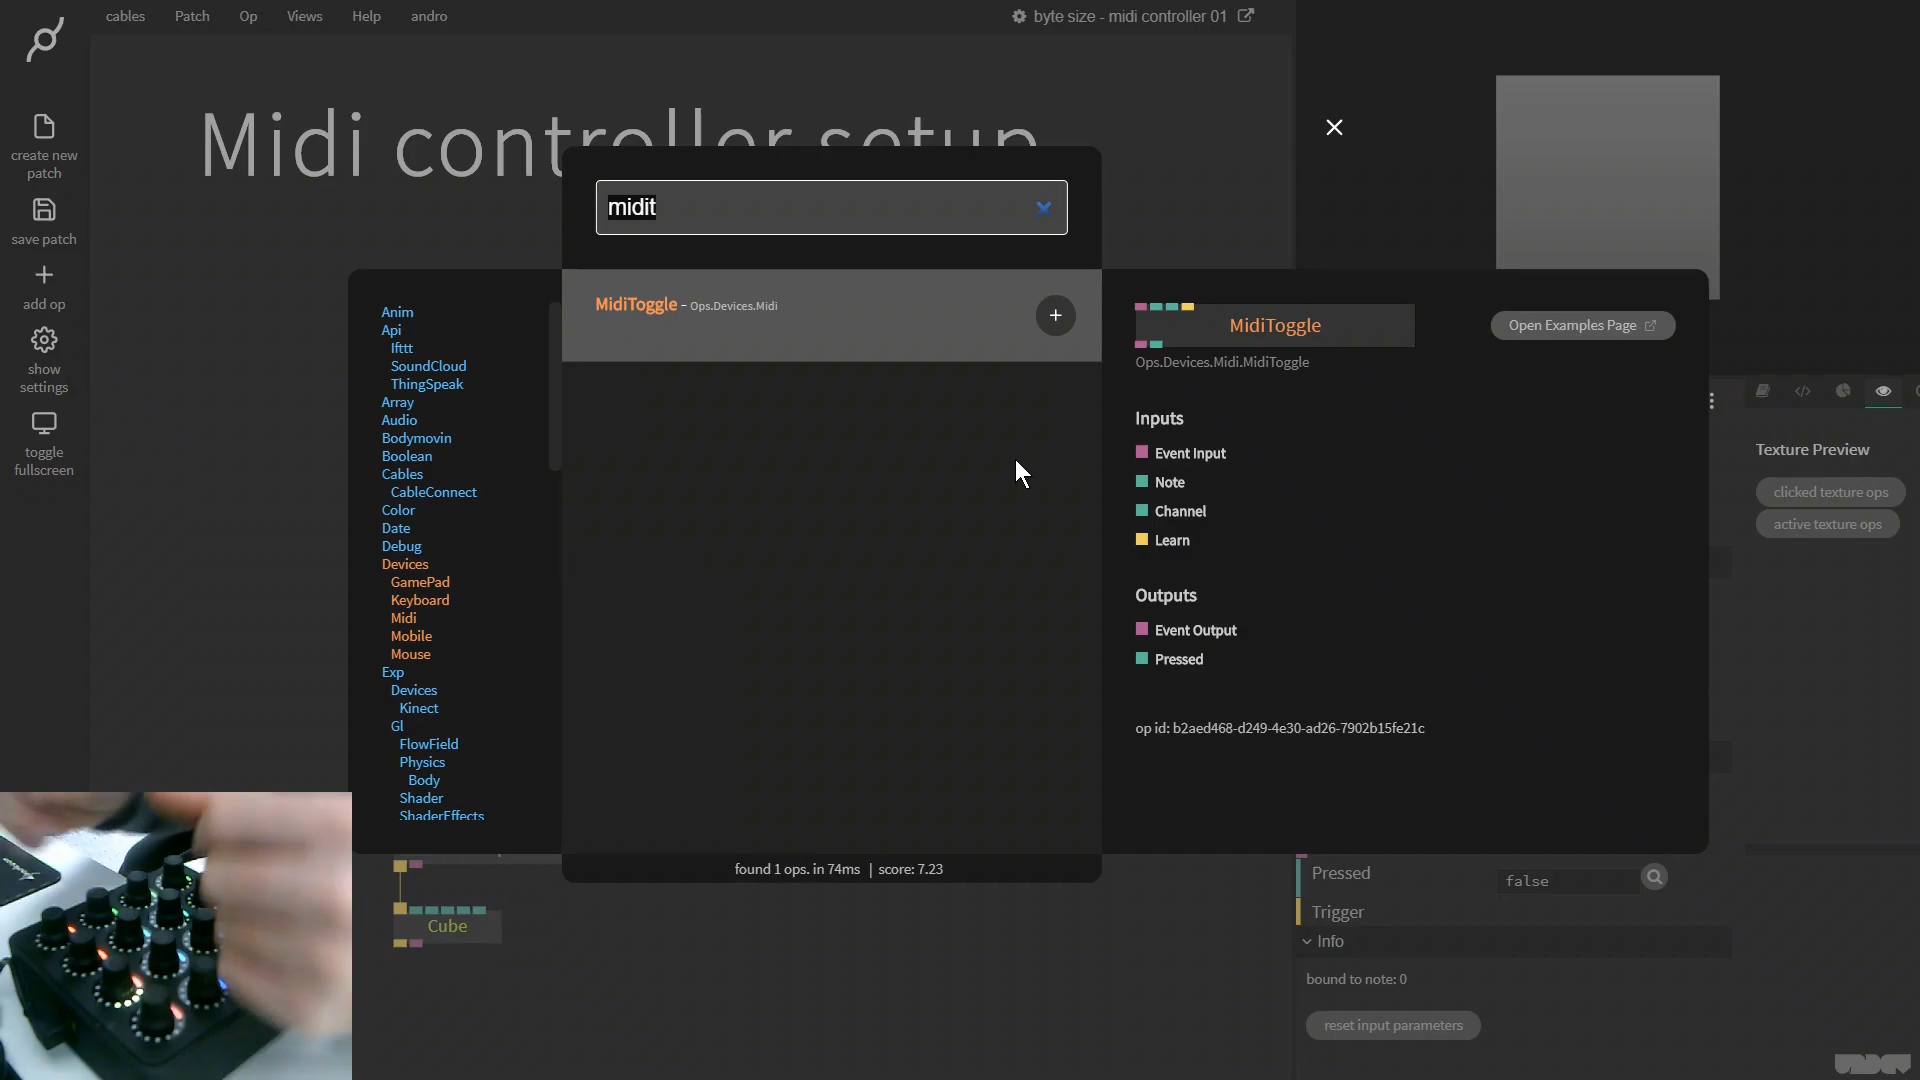 cables Patch Op Views Help andro
byte size - midi controller 01
Midi controller setup
create new
patch
save patch
add op
show
settings
toggle
fullscreen
midit
Anim
Api
Ifttt
SoundCloud
ThingSpeak
Array
Audio
Bodymovin
Boolean
Cables
CableConnect
Color
Date
Debug
Devices
GamePad
Keyboard
Midi
Mobile
Mouse
Exp
Devices
Kinect
Gl
FlowField
Physics
Body
Shader
ShaderEffects
MidiToggle - Ops.Devices.Midi
+
found 1 ops. in 74ms | score: 7.23
MidiToggle
Open Examples Page
Ops.Devices.Midi.MidiToggle
Inputs
Event Input
Note
Channel
Learn
Outputs
Event Output
Pressed
op id: b2aed468-d249-4e30-ad26-7902b15fe21c
Texture Preview
clicked texture ops
active texture ops
Cube
Pressed
false
Trigger
Info
bound to note: 0
reset input parameters